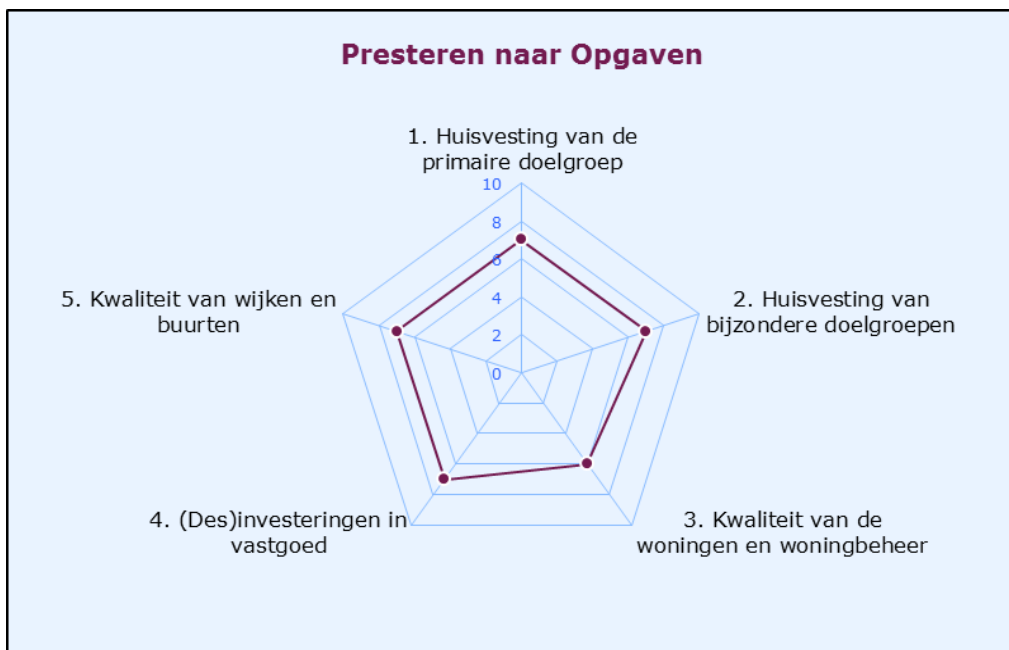 Presteren naar Opgaven
1. Huisvesting van de
primaire doelgroep
10
8
6
4
2
0
5. Kwaliteit van wijken en
buurten
2. Huisvesting van
bijzondere doelgroepen
4. (Des)investeringen in
vastgoed
3. Kwaliteit van de
woningen en woningbeheer